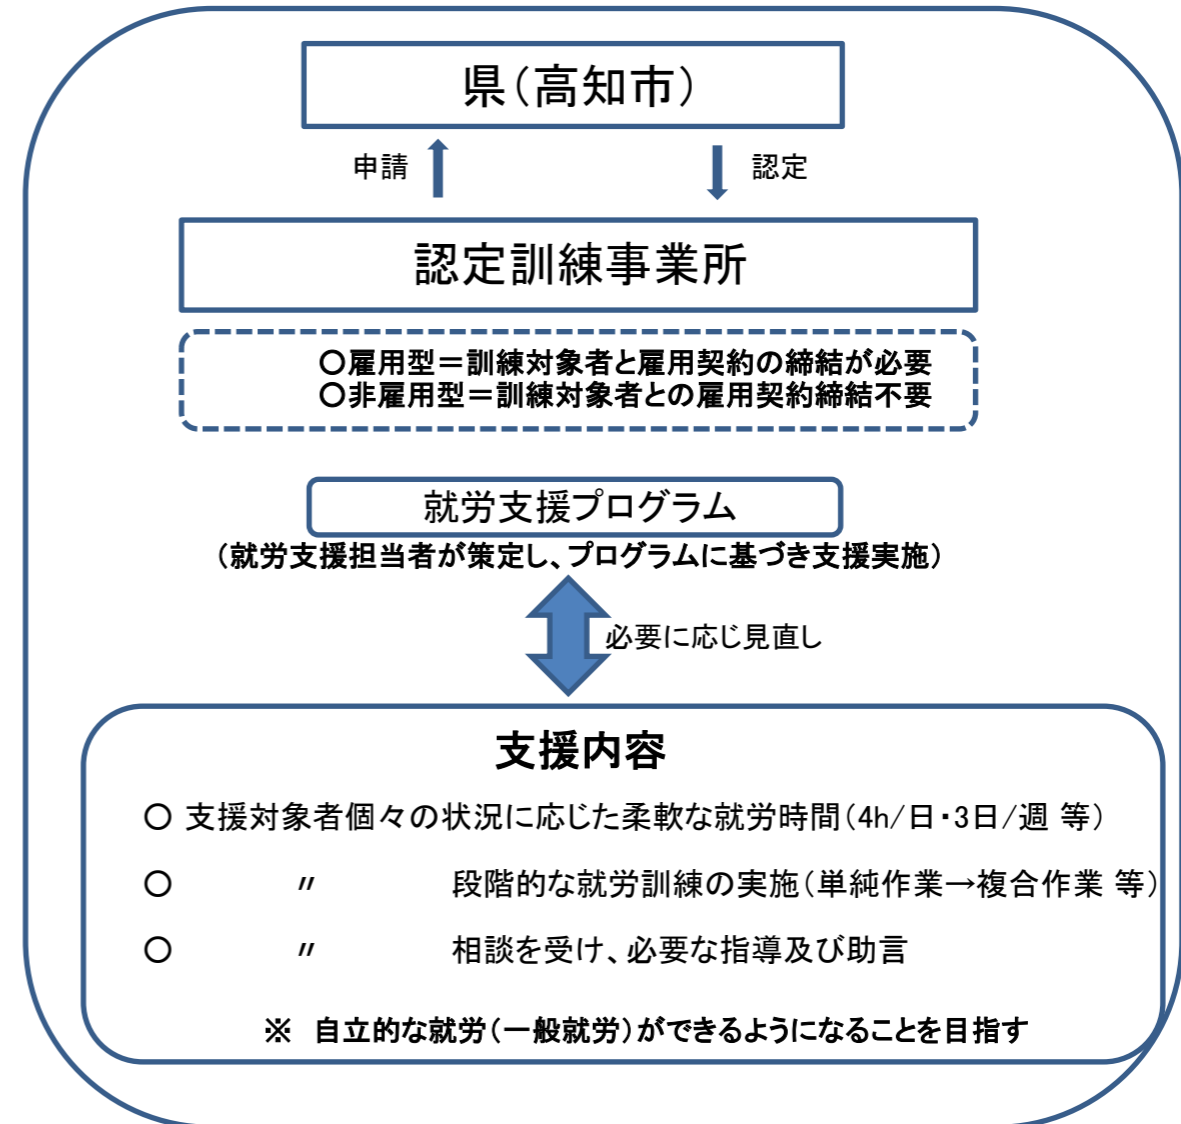 県(高知市)
申請
認定
認定訓練事業所
〇雇用型=訓練対象者と雇用契約の締結が必要
〇非雇用型=訓練対象者との雇用契約締結不要
就労支援プログラム
(就労支援担当者が策定し、プログラムに基づき支援実施)
必要に応じ見直し
支援内容
〇 支援対象者個々の状況に応じた柔軟な就労時間(4h/日・3日/週 等)
〇 〃 段階的な就労訓練の実施(単純作業→複合作業 等)
〇 〃 相談を受け、必要な指導及び助言
※ 自立的な就労(一般就労)ができるようになることを目指す